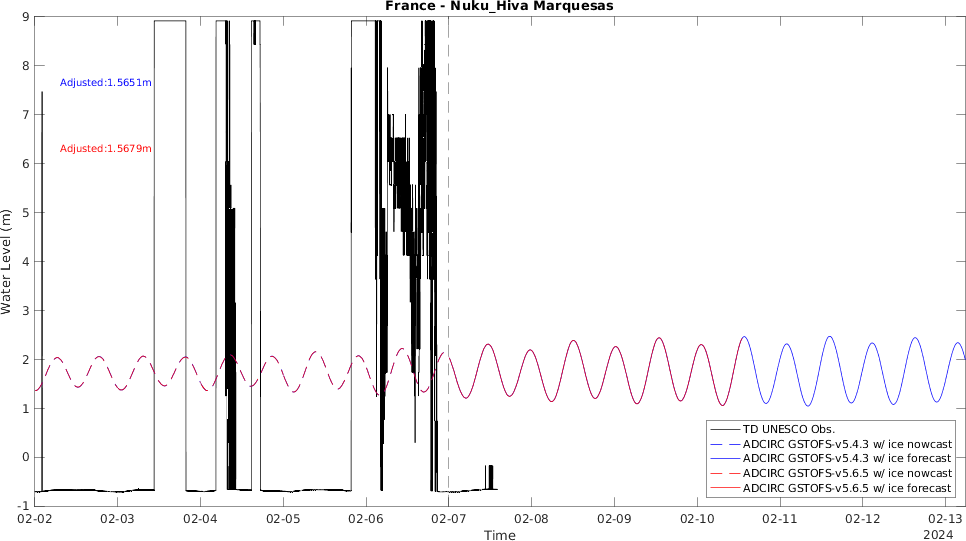 France - Nuku_Hiva Marquesas
Water Level (m)
9
8
7
6
5
4
3
2
1
0
-1
Adjusted:1.5651m
Adjusted:1.5679m
TD UNESCO Obs.
ADCIRC GSTOFS-v5.4.3 w/ ice nowcast
ADCIRC GSTOFS-v5.4.3 w/ ice forecast
ADCIRC GSTOFS-v5.6.5 w/ ice nowcast
ADCIRC GSTOFS-v5.6.5 w/ ice forecast
02-02 02-03 02-04 02-05 02-06 02-07 02-08 02-09 02-10 02-11 02-12 02-13
Time
2024